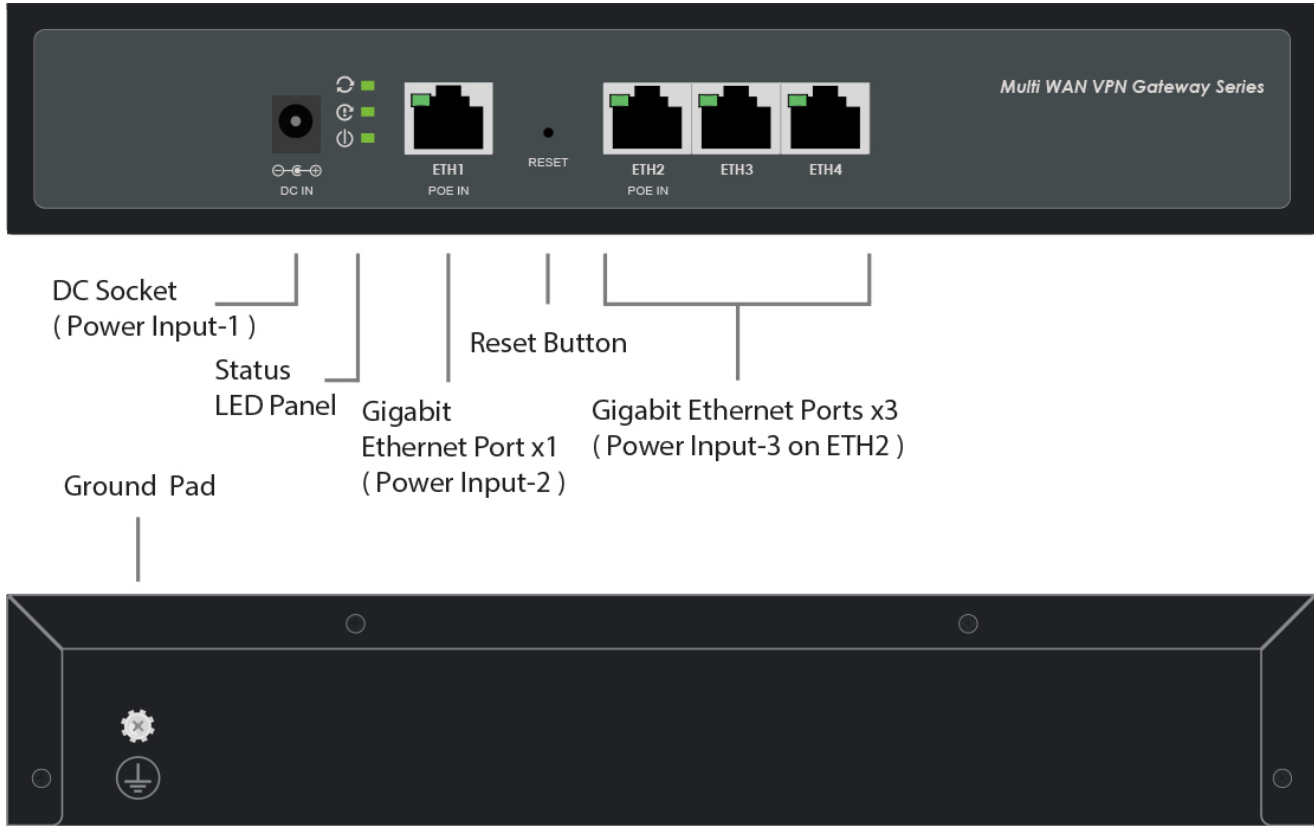 Multi WAN VPN Gateway Series
ETH1
RESET
ETH2
ETH3
ETH4
DC IN
POE IN
POE IN
DC Socket
( Power Input-1 )
Status
LED Panel
Gigabit
Ethernet Port x1
( Power Input-2 )
Reset Button
Gigabit Ethernet Ports x3
( Power Input-3 on ETH2 )
Ground Pad